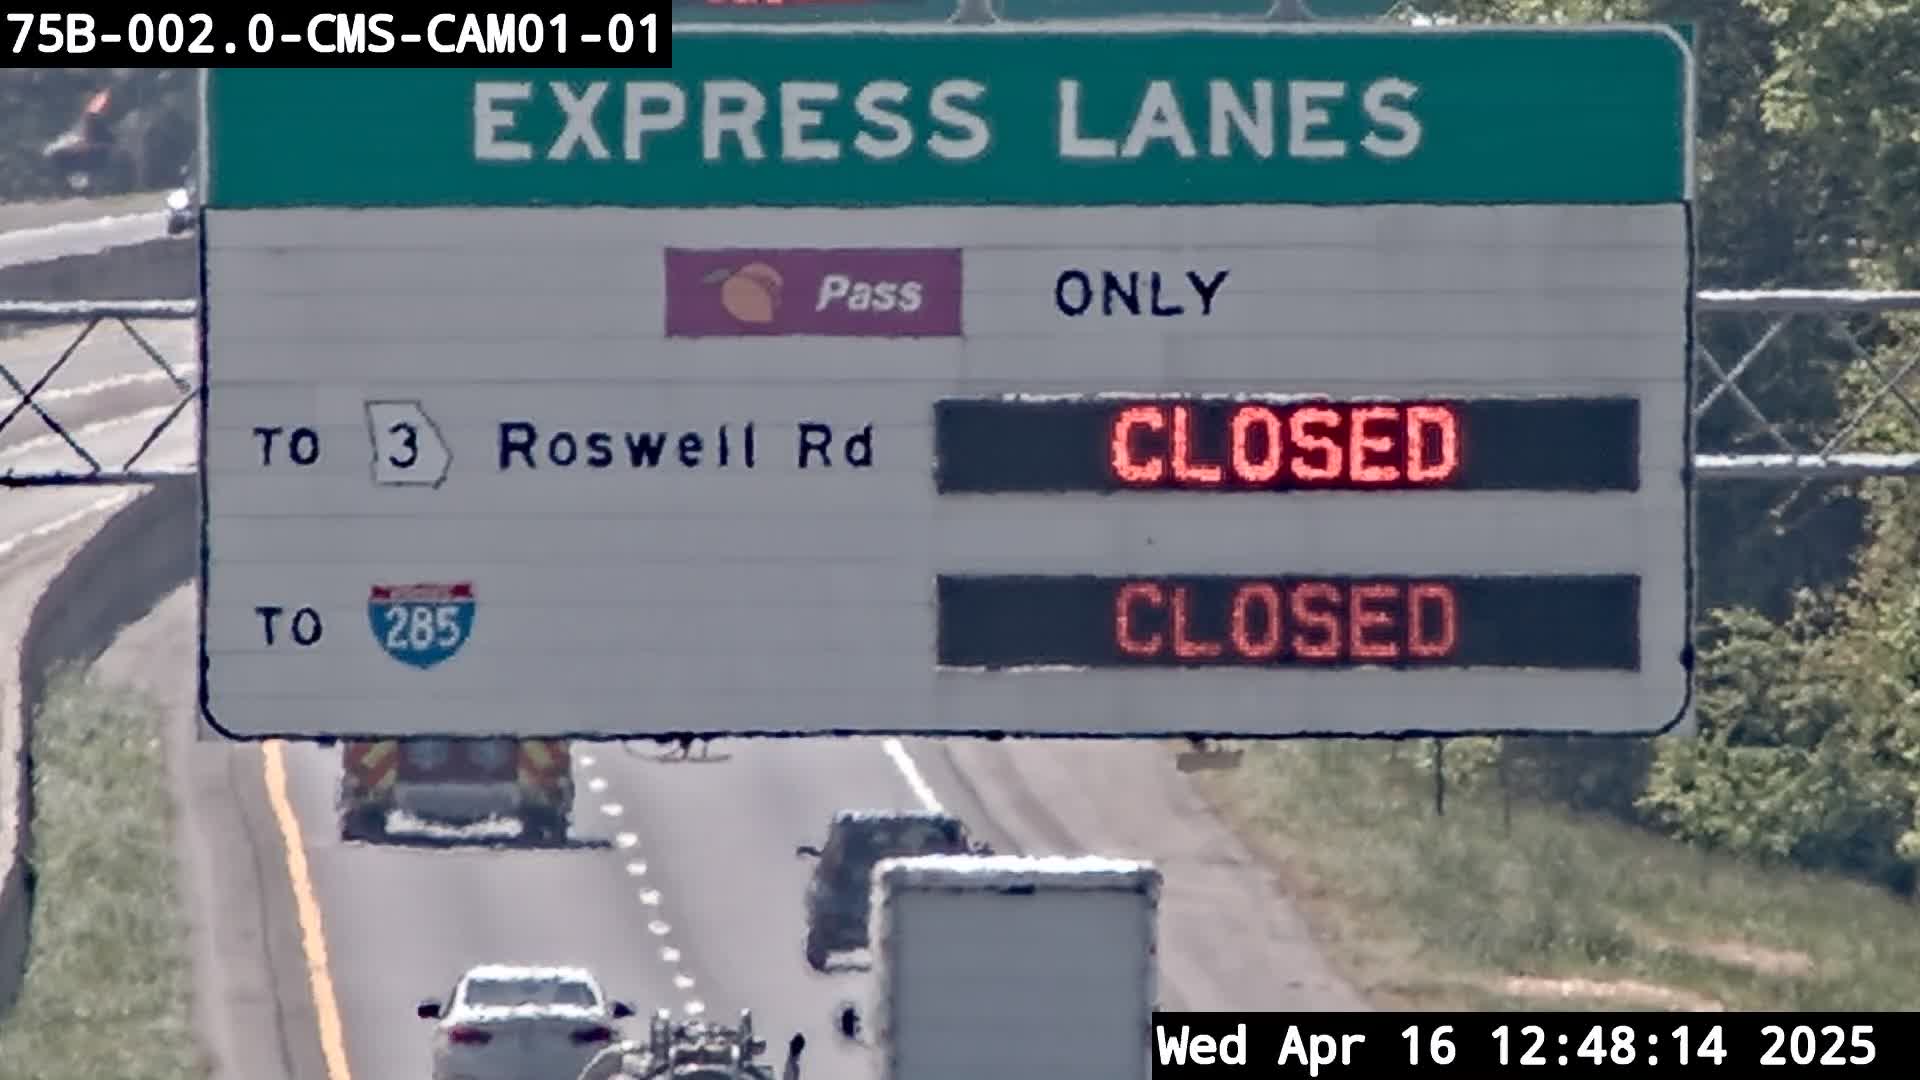 75B-002.0-CMS-CAM01-01
EXPRESS LANES
Pass ONLY
TO 3 Roswell Rd CLOSED
TO 285 CLOSED
Wed Apr 16 12:48:14 2025